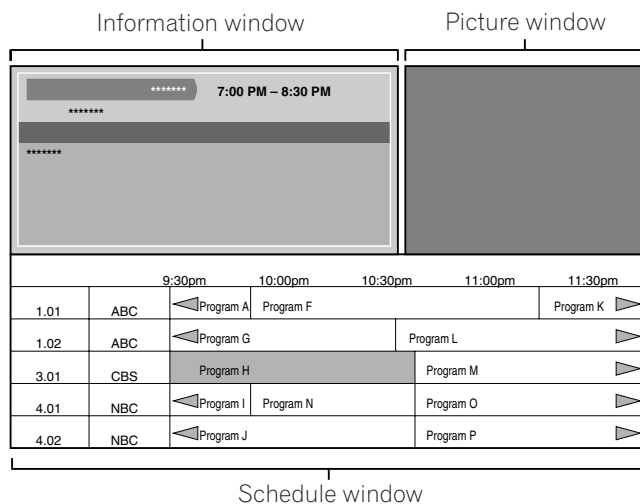 Information window Picture window
******* 7:00 PM – 8:30 PM
*******
*******
9:30pm 10:00pm 10:30pm 11:00pm 11:30pm
1.01 ABC Program A Program F Program K
1.02 ABC Program G Program L
3.01 CBS Program H Program M
4.01 NBC Program I Program N Program O
4.02 NBC Program J Program P
Schedule window